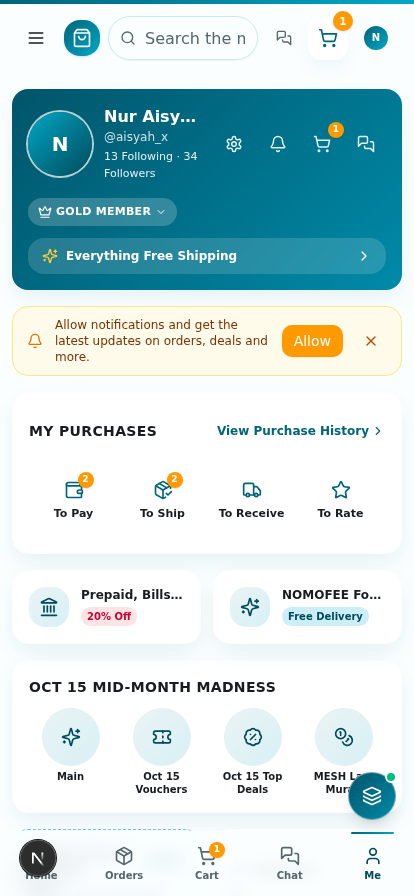 Search the n
1
N
N
Nur Aisy...
@aisyah_x
13 Following · 34
Followers
1
GOLD MEMBER
Everything Free Shipping
Allow notifications and get the
latest updates on orders, deals and
more.
Allow
MY PURCHASES
View Purchase History
2
2
To Pay
To Ship
To Receive
To Rate
Prepaid, Bills...
20% Off
NOMOFEE Fo...
Free Delivery
OCT 15 MID-MONTH MADNESS
Main
Oct 15
Vouchers
Oct 15 Top
Deals
MESH
N
Home
Orders
1
Cart
Chat
Me